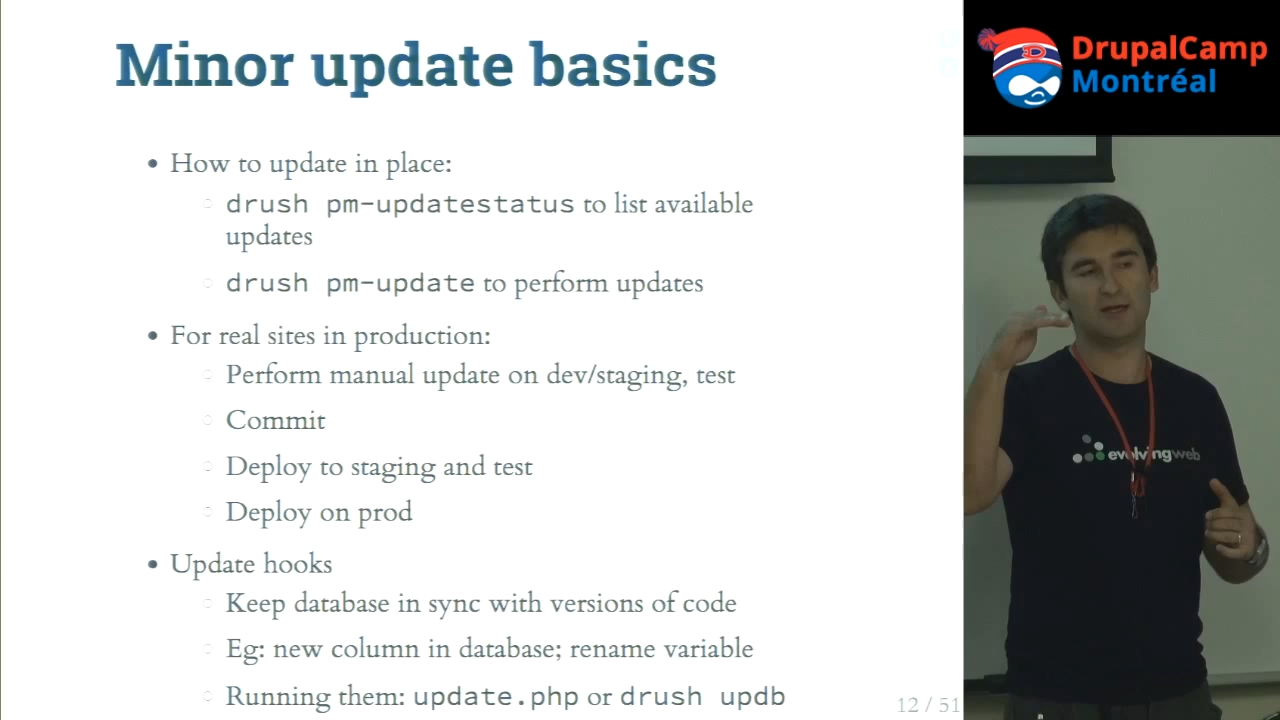 Minor update basics
• How to update in place:
◦ drush pm-updatestatus to list available
updates
◦ drush pm-update to perform updates
• For real sites in production:
◦ Perform manual update on dev/staging, test
◦ Commit
◦ Deploy to staging and test
◦ Deploy on prod
• Update hooks
◦ Keep database in sync with versions of code
◦ Eg: new column in database; rename variable
◦ Running them: update.php or drush updb
12 / 51
DrupalCamp
Montréal
evolvingweb